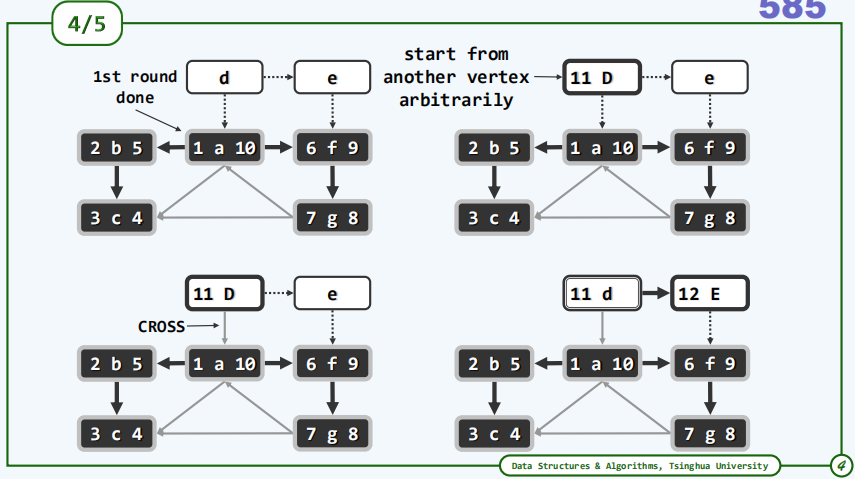 585
4/5
1st round
done
d
e
2 b 5
1 a 10
6 f 9
3 c 4
7 g 8
start from
another vertex
arbitrarily
11 D
e
2 b 5
1 a 10
6 f 9
3 c 4
7 g 8
11 D
e
CROSS
2 b 5
1 a 10
6 f 9
3 c 4
7 g 8
11 d
12 E
2 b 5
1 a 10
6 f 9
3 c 4
7 g 8
Data Structures & Algorithms, Tsinghua University
4